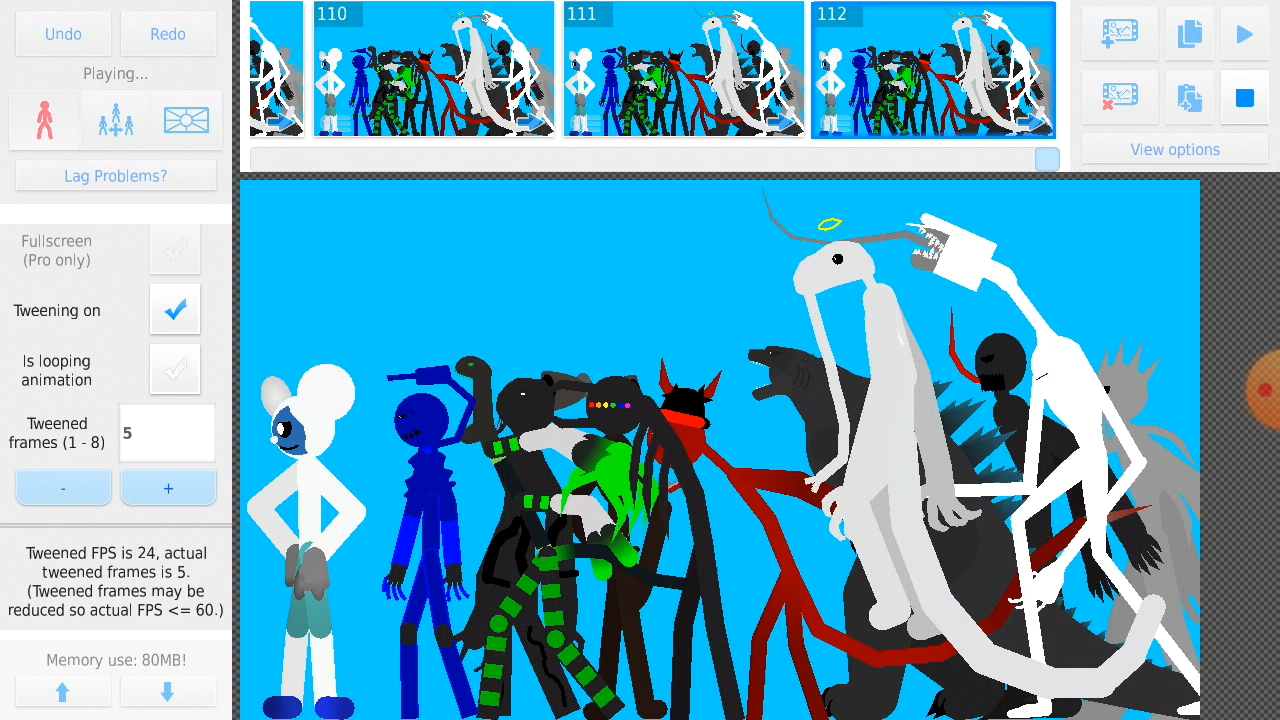 Undo
Redo
Playing...
Lag Problems?
Fullscreen
(Pro only)
Tweening on
Is looping
animation
Tweened
frames (1 - 8)
5
-
+
Tweened FPS is 24, actual
tweened frames is 5.
(Tweened frames may be
reduced so actual FPS <= 60.)
Memory use: 80MB!
110
111
112
View options